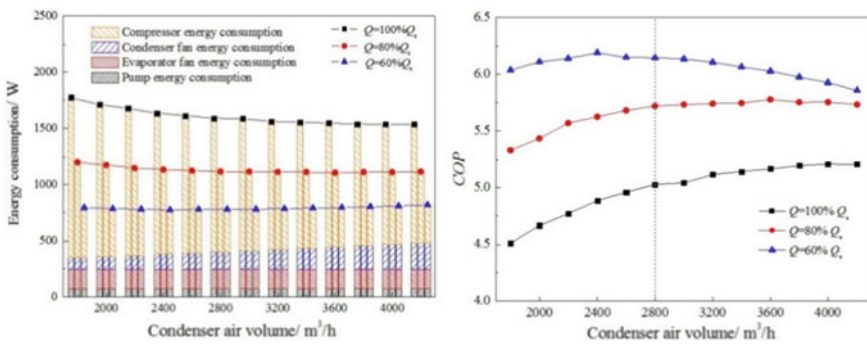 Compressor energy consumption
Condenser fan energy consumption
Evaporator fan energy consumption
Pump energy consumption
Q=100%Qₑ
Q=80%Qₑ
Q=60%Qₑ
Energy consumption/ W
2500
2000
1500
1000
500
0
2000 2400 2800 3200 3600 4000
Condenser air volume/ m³/h
COP
6.5
6.0
5.5
5.0
4.5
4.0
Q=100% Qₑ
Q=80% Qₑ
Q=60% Qₑ
2000 2400 2800 3200 3600 4000
Condenser air volume/ m³/h